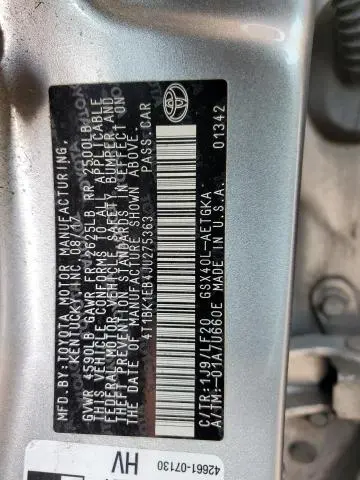 MFD.BY:TOYOTA MOTOR MANUFACTURING,
KENTUCKY,INC. 08/17
GVWR 4590LB GAWR FR 2625LB RR 2500LB
THIS VEHICLE CONFORMS TO ALL APPLICABLE
FEDERAL MOTOR VEHICLE SAFETY, BUMPER, AND
THEFT PREVENTION STANDARDS IN EFFECT ON
THE DATE OF MANUFACTURE SHOWN ABOVE.
4T1BK1EB4JU275363 PASS.CAR
C/TR:1J9/LF20 GSX40L-AETGKA
A/TM:-01A/U660E MADE IN U.S.A. 01342
TOYOTA
42661-07130
HV